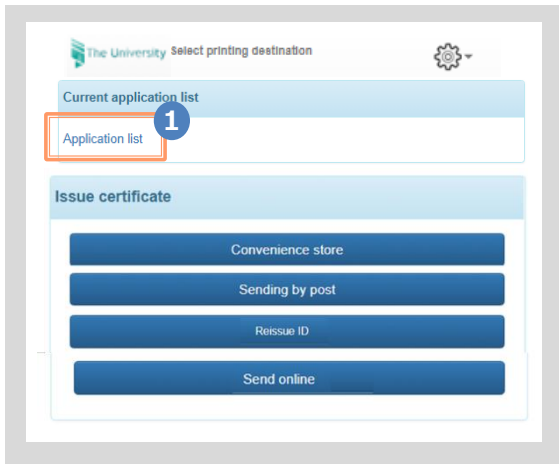 The University Select printing destination
Current application list
1
Application list
Issue certificate
Convenience store
Sending by post
Reissue ID
Send online